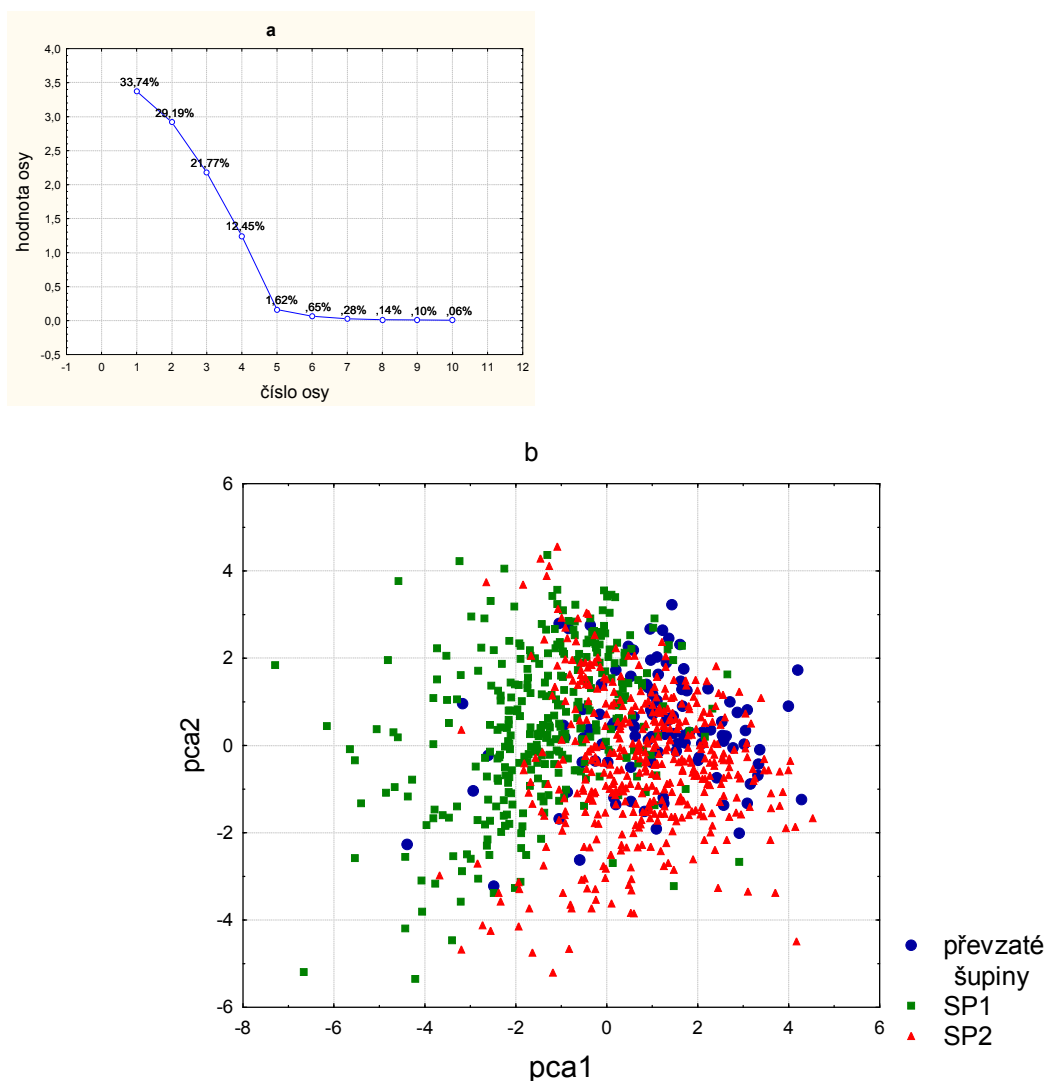 a
4,0
3,5
3,0
2,5
2,0
1,5
1,0
0,5
0,0
-0,5
33,74%
29,19%
21,77%
12,45%
1,62%
,65%
,28%
,14%
,10%
,06%
-1 0 1 2 3 4 5 6 7 8 9 10 11 12
hodnota osy
číslo osy
b
6
4
2
0
-2
-4
-6
-8 -6 -4 -2 0 2 4 6
pca2
pca1
převzaté
šupiny
SP1
SP2